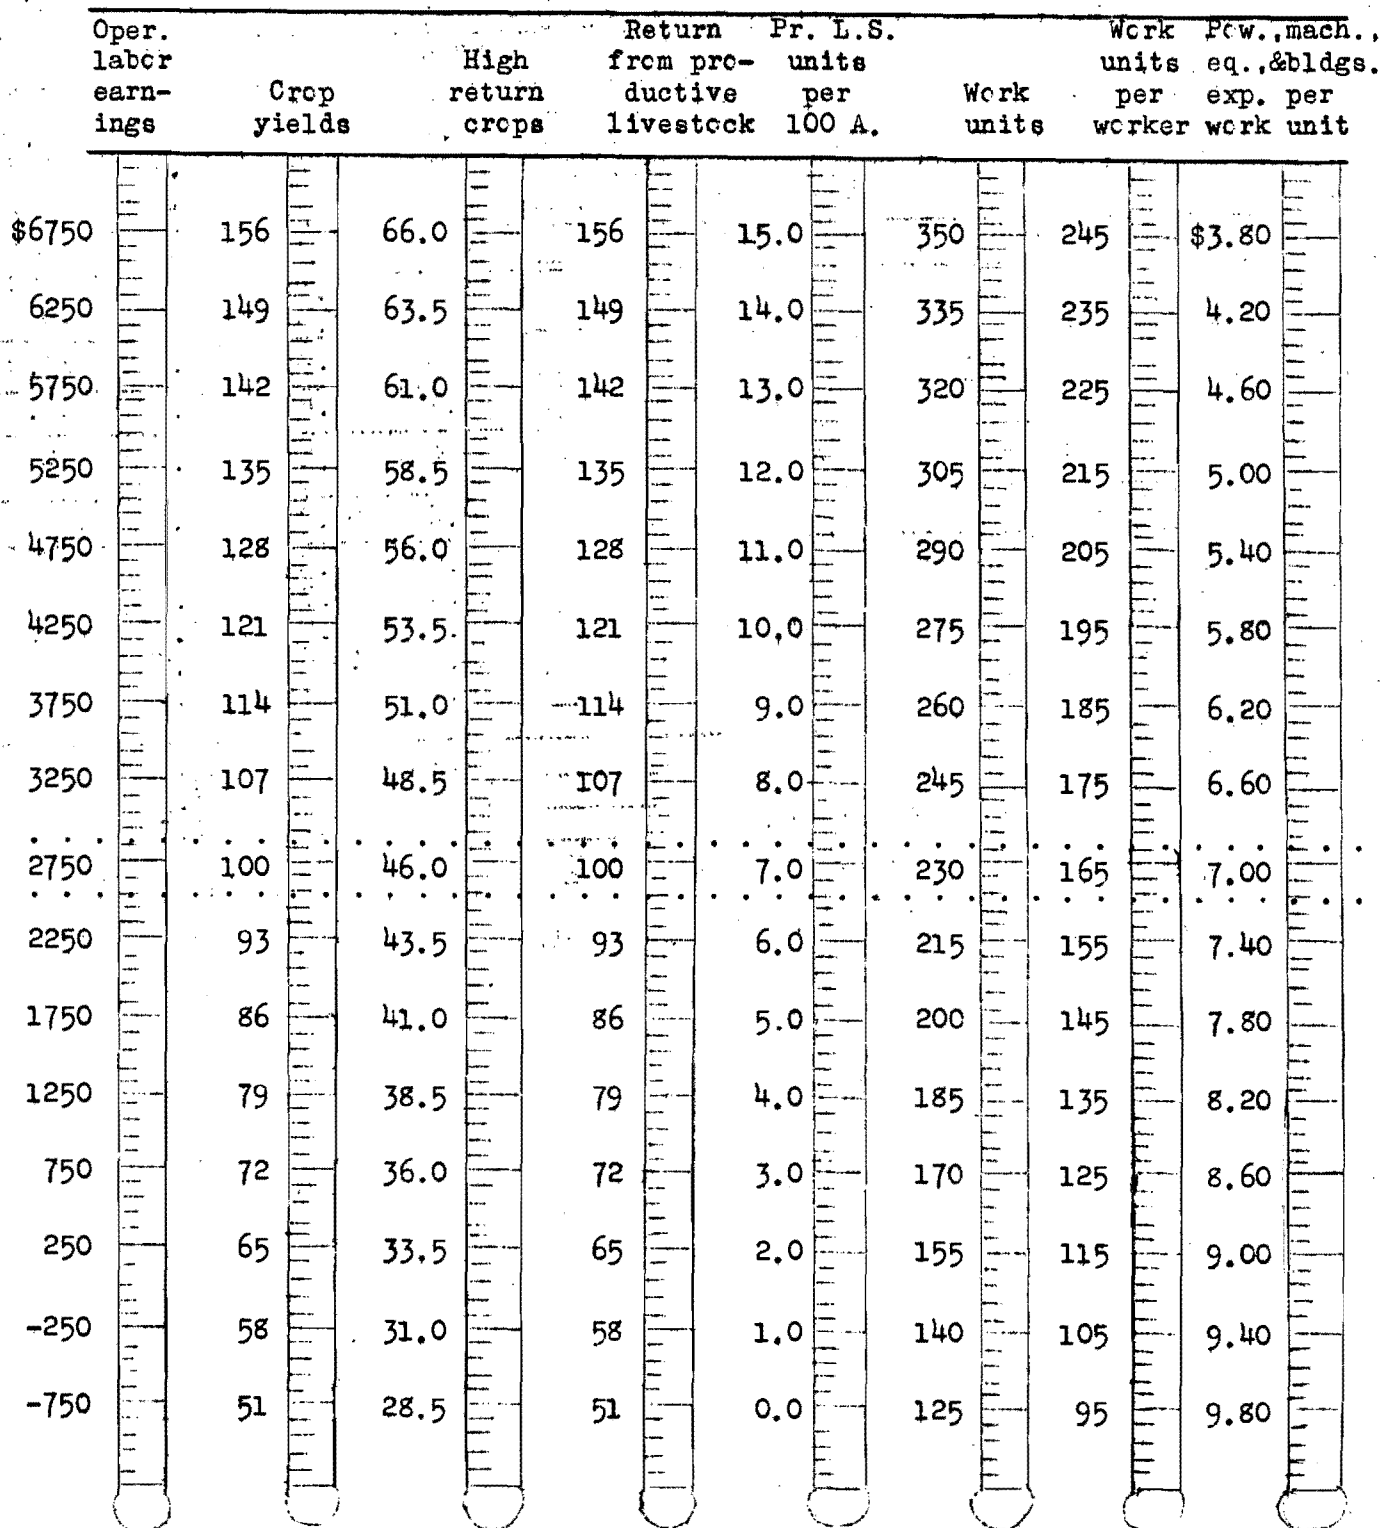 Oper. Return Pr. L.S. Work Pow.,mach.,
labor High from pro- units units eq.,&bldgs.
earn- Crop return ductive per Work per exp. per
ings yields crops livestock 100 A. units worker work unit
$6750 156 66.0 156 15.0 350 245 $3.80
6250 149 63.5 149 14.0 335 235 4.20
5750 142 61.0 142 13.0 320 225 4.60
5250 135 58.5 135 12.0 305 215 5.00
4750 128 56.0 128 11.0 290 205 5.40
4250 121 53.5 121 10.0 275 195 5.80
3750 114 51.0 114 9.0 260 185 6.20
3250 107 48.5 107 8.0 245 175 6.60
2750 100 46.0 100 7.0 230 165 7.00
2250 93 43.5 93 6.0 215 155 7.40
1750 86 41.0 86 5.0 200 145 7.80
1250 79 38.5 79 4.0 185 135 8.20
750 72 36.0 72 3.0 170 125 8.60
250 65 33.5 65 2.0 155 115 9.00
-250 58 31.0 58 1.0 140 105 9.40
-750 51 28.5 51 0.0 125 95 9.80